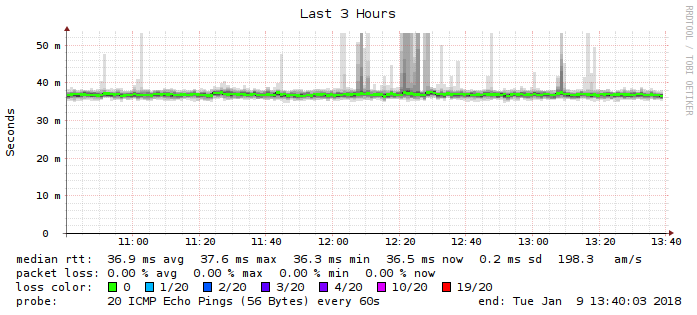 Last 3 Hours
RRDTOOL / TOBI OETIKER
Seconds
50 m
40 m
30 m
20 m
10 m
0
11:00 11:20 11:40 12:00 12:20 12:40 13:00 13:20 13:40
median rtt: 36.9 ms avg 37.6 ms max 36.3 ms min 36.5 ms now 0.2 ms sd 198.3 am/s
packet loss: 0.00 % avg 0.00 % max 0.00 % min 0.00 % now
loss color: 0 1/20 2/20 3/20 4/20 10/20 19/20
probe: 20 ICMP Echo Pings (56 Bytes) every 60s end: Tue Jan 9 13:40:03 2018